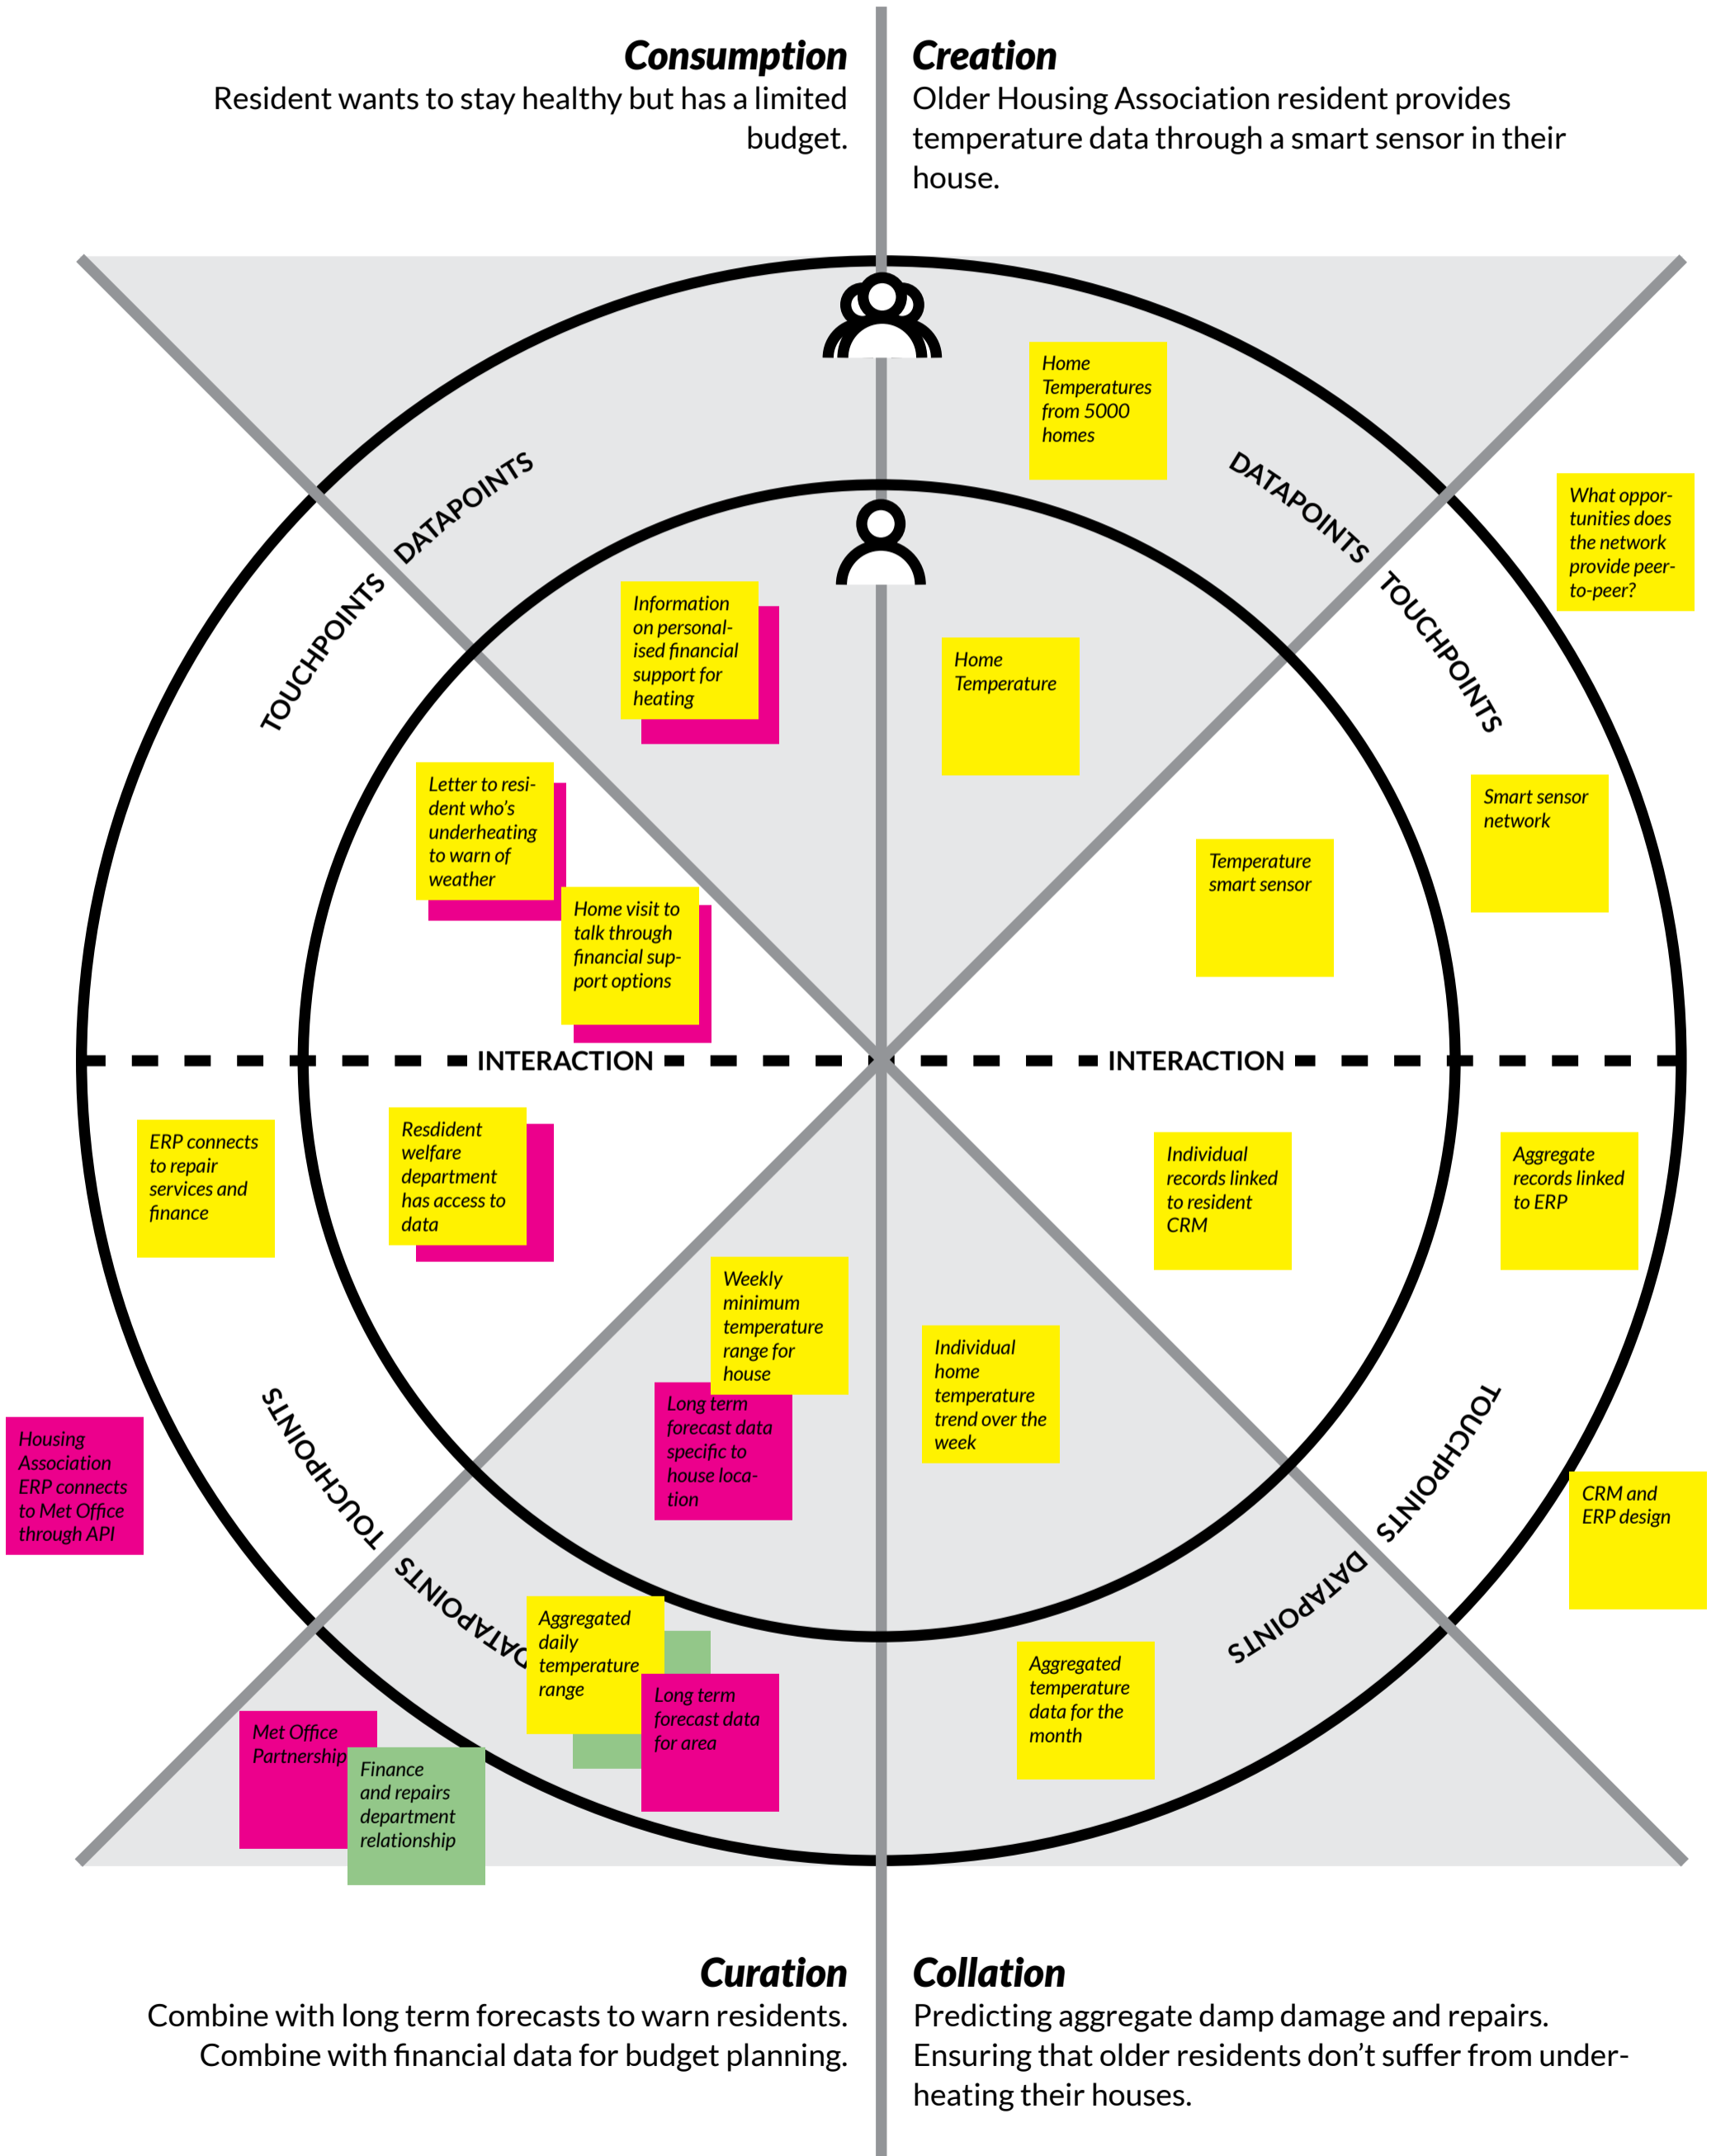 Consumption
Resident wants to stay healthy but has a limited
budget.
Creation
Older Housing Association resident provides
temperature data through a smart sensor in their
house.
Home
Temperatures
from 5000
homes
DATAPOINTS
TOUCHPOINTS
DATAPOINTS
TOUCHPOINTS
What oppor-
tunities does
the network
provide peer-
to-peer?
Information
on personal-
ised financial
support for
heating
Home
Temperature
Letter to resi-
dent who's
underheating
to warn of
weather
Home visit to
talk through
financial sup-
port options
Temperature
smart sensor
Smart sensor
network
INTERACTION
INTERACTION
ERP connects
to repair
services and
finance
Resdident
welfare
department
has access to
data
Individual
records linked
to resident
CRM
Aggregate
records linked
to ERP
Weekly
minimum
temperature
range for
house
Long term
forecast data
specific to
house loca-
tion
Individual
home
temperature
trend over the
week
Housing
Association
ERP connects
to Met Office
through API
TOUCHPOINTS
DATAPOINTS
TOUCHPOINTS
DATAPOINTS
CRM and
ERP design
Aggregated
daily
temperature
range
Long term
forecast data
for area
Aggregated
temperature
data for the
month
Met Office
Partnership
Finance
and repairs
department
relationship
Curation
Combine with long term forecasts to warn residents.
Combine with financial data for budget planning.
Collation
Predicting aggregate damp damage and repairs.
Ensuring that older residents don't suffer from under-
heating their houses.